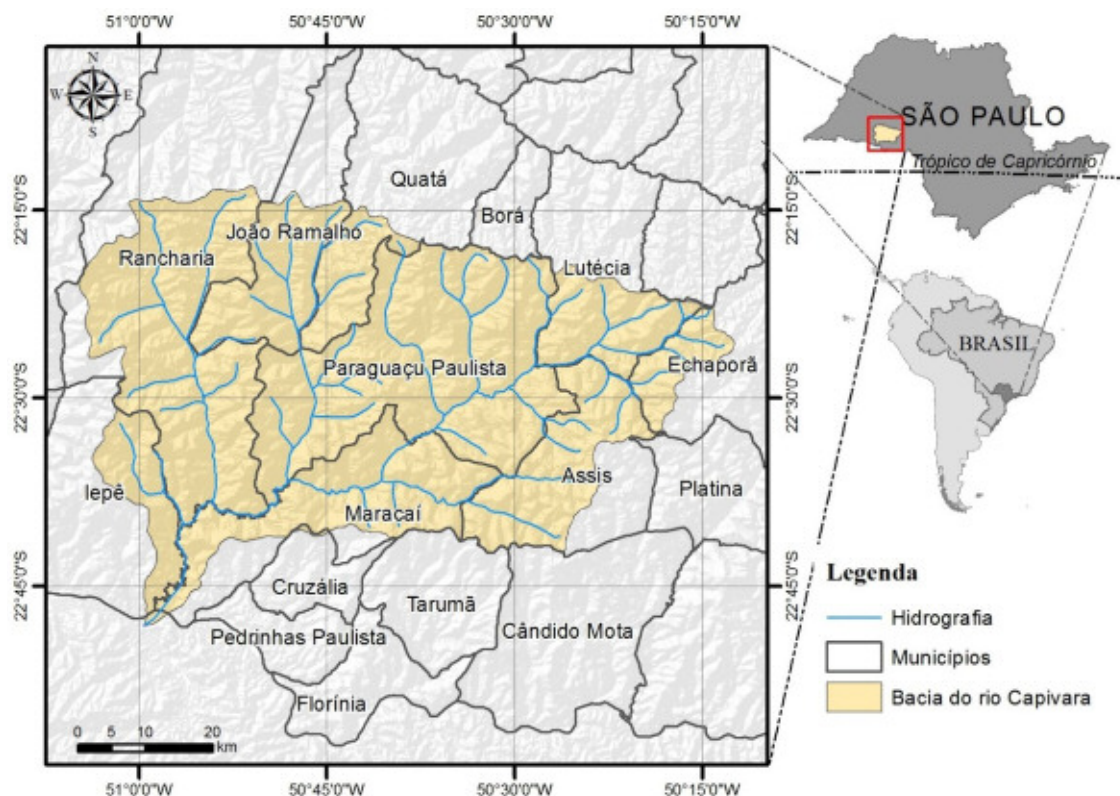 51°0'0"W
50°45'0"W
50°30'0"W
50°15'0"W
N
W
E
S
SÃO PAULO
Trópico de Capricórnio
Quatá
Borá
22°15'0"S
22°15'0"S
João Ramalho
Rancharia
Lutécia
BRASIL
Paraguaçu Paulista
Echaporã
22°30'0"S
22°30'0"S
Iepê
Assis
Platina
Maracaí
22°45'0"S
22°45'0"S
Cruzália
Tarumã
Pedrinhas Paulista
Cândido Mota
Florínia
Legenda
Hidrografia
Municípios
Bacia do rio Capivara
0 5 10 20
km
51°0'0"W
50°45'0"W
50°30'0"W
50°15'0"W